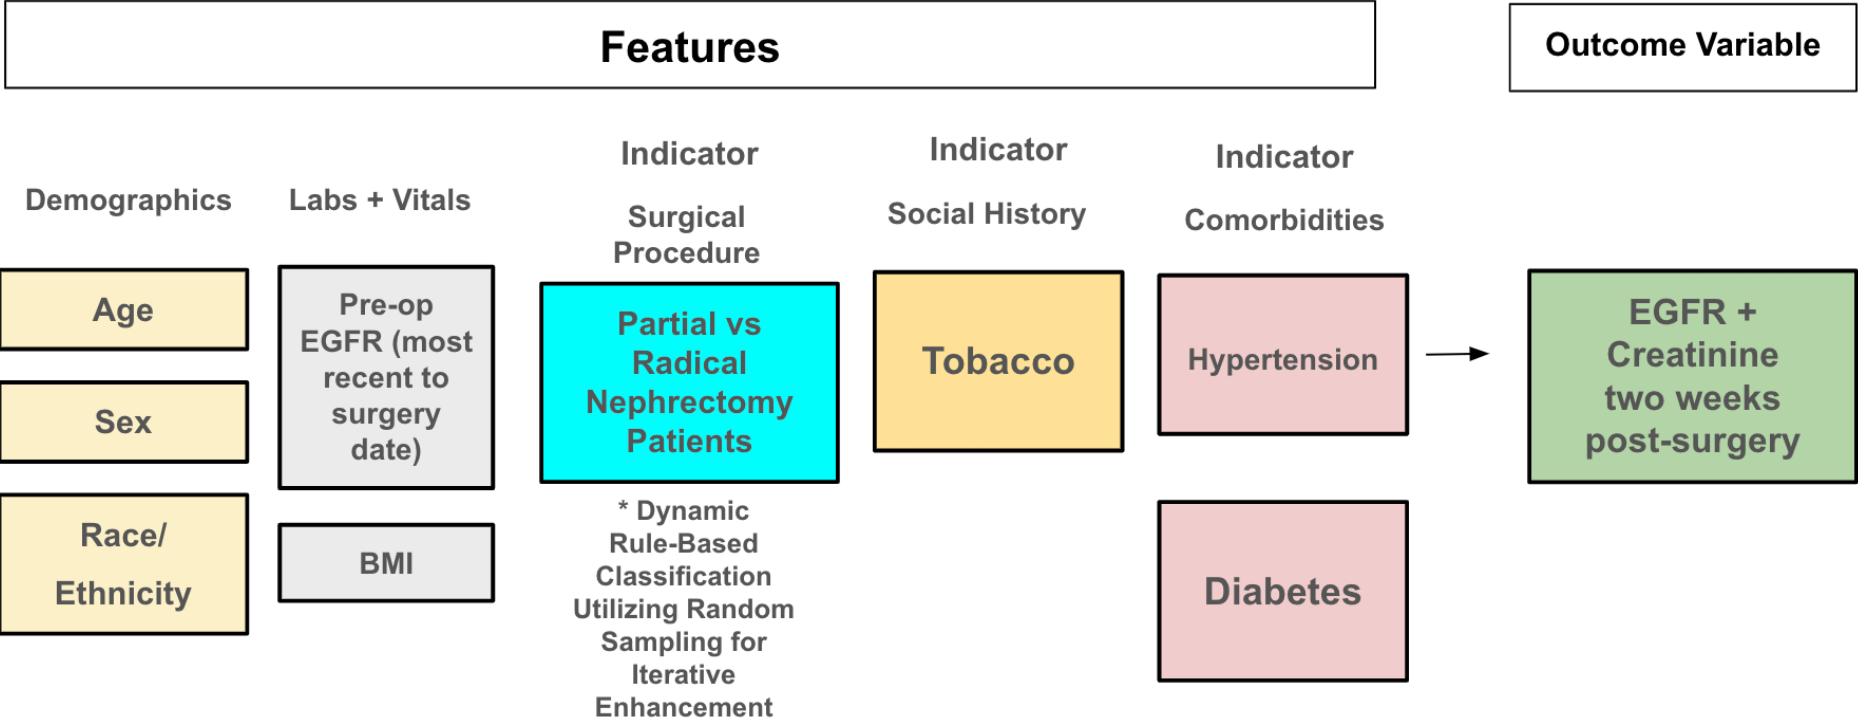 Features
Outcome Variable
Demographics
Age
Sex
Race/
Ethnicity
Labs + Vitals
Pre-op
EGFR (most
recent to
surgery
date)
BMI
Indicator
Surgical
Procedure
Partial vs
Radical
Nephrectomy
Patients
* Dynamic
Rule-Based
Classification
Utilizing Random
Sampling for
Iterative
Enhancement
Indicator
Social History
Tobacco
Indicator
Comorbidities
Hypertension
Diabetes
EGFR +
Creatinine
two weeks
post-surgery